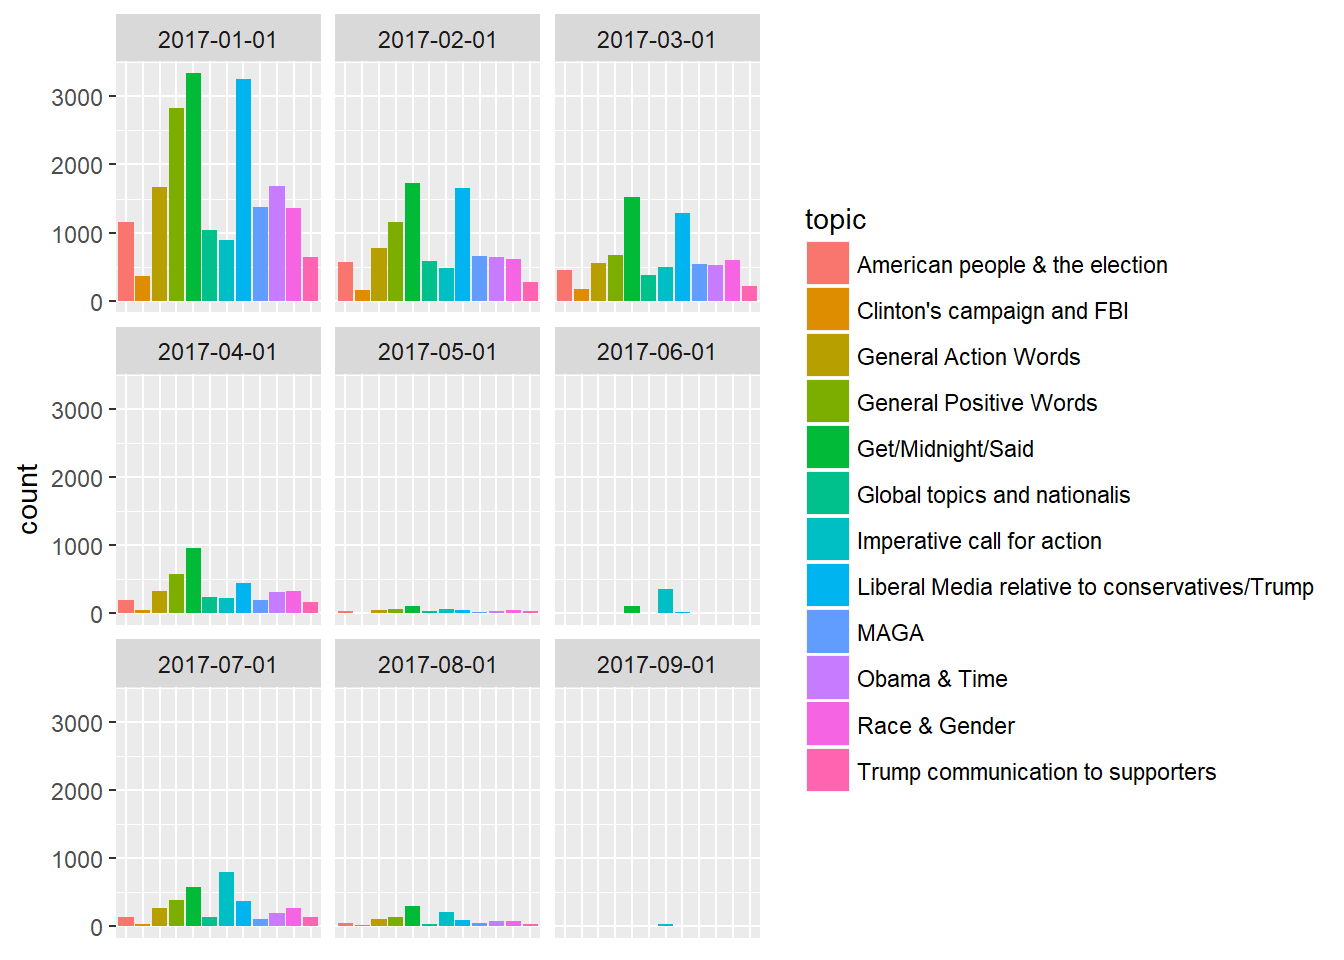 2017-01-01 2017-02-01 2017-03-01
3000
2000
1000
0
2017-04-01 2017-05-01 2017-06-01
3000
2000
1000
0
2017-07-01 2017-08-01 2017-09-01
3000
2000
1000
0
count
topic
American people & the election
Clinton's campaign and FBI
General Action Words
General Positive Words
Get/Midnight/Said
Global topics and nationalis
Imperative call for action
Liberal Media relative to conservatives/Trump
MAGA
Obama & Time
Race & Gender
Trump communication to supporters